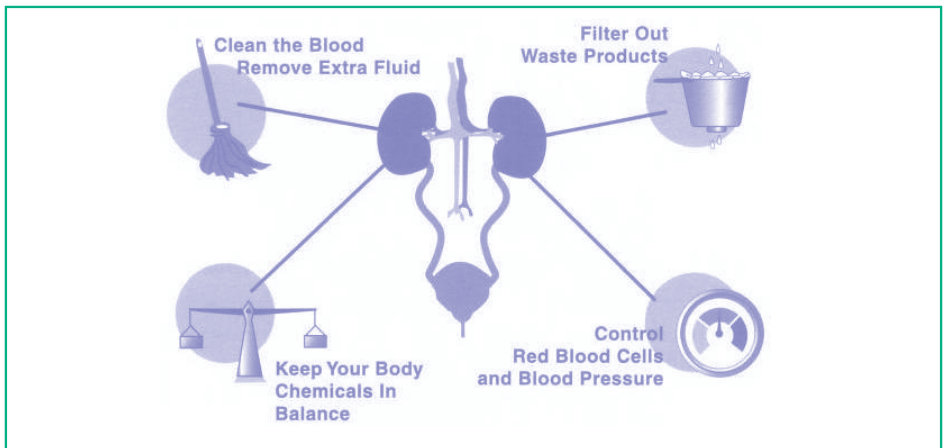 Clean the Blood
Remove Extra Fluid
Filter Out
Waste Products
Keep Your Body
Chemicals In
Balance
Control
Red Blood Cells
and Blood Pressure